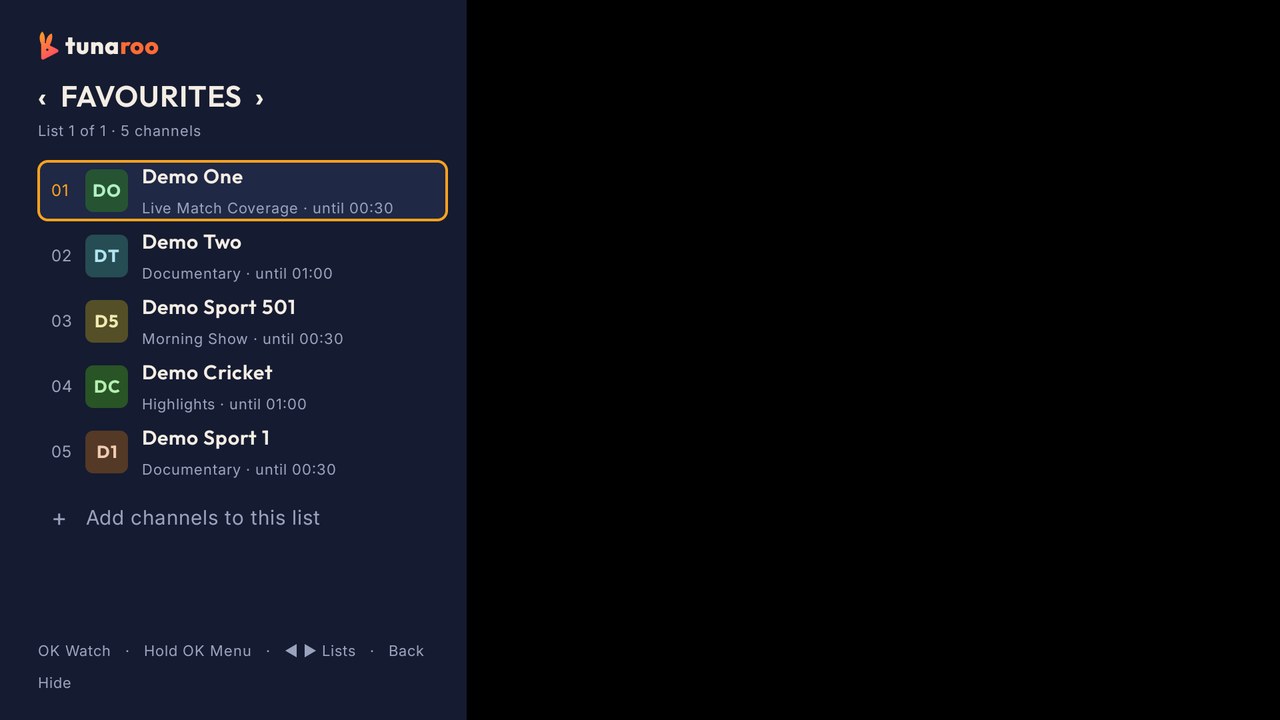 tunaroo
‹ FAVOURITES ›
List 1 of 1 · 5 channels
01 DO Demo One
Live Match Coverage · until 00:30
02 DT Demo Two
Documentary · until 01:00
03 D5 Demo Sport 501
Morning Show · until 00:30
04 DC Demo Cricket
Highlights · until 01:00
05 D1 Demo Sport 1
Documentary · until 00:30
+ Add channels to this list
OK Watch · Hold OK Menu · ◀ ▶ Lists · Back
Hide